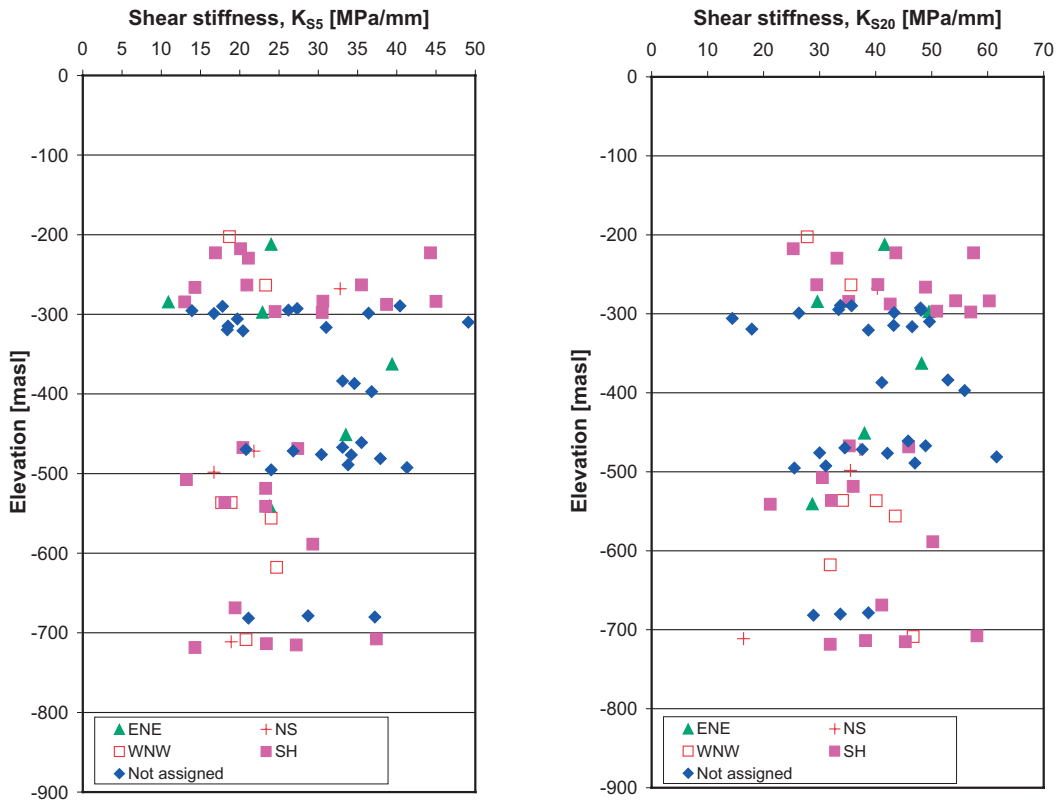 Shear stiffness, KS5 [MPa/mm]
0 5 10 15 20 25 30 35 40 45 50
0
-100
-200
-300
-400
-500
-600
-700
-800
-900
Elevation [masl]
ENE NS
WNW SH
Not assigned
Shear stiffness, KS20 [MPa/mm]
0 10 20 30 40 50 60 70
0
-100
-200
-300
-400
-500
-600
-700
-800
-900
Elevation [masl]
ENE NS
WNW SH
Not assigned